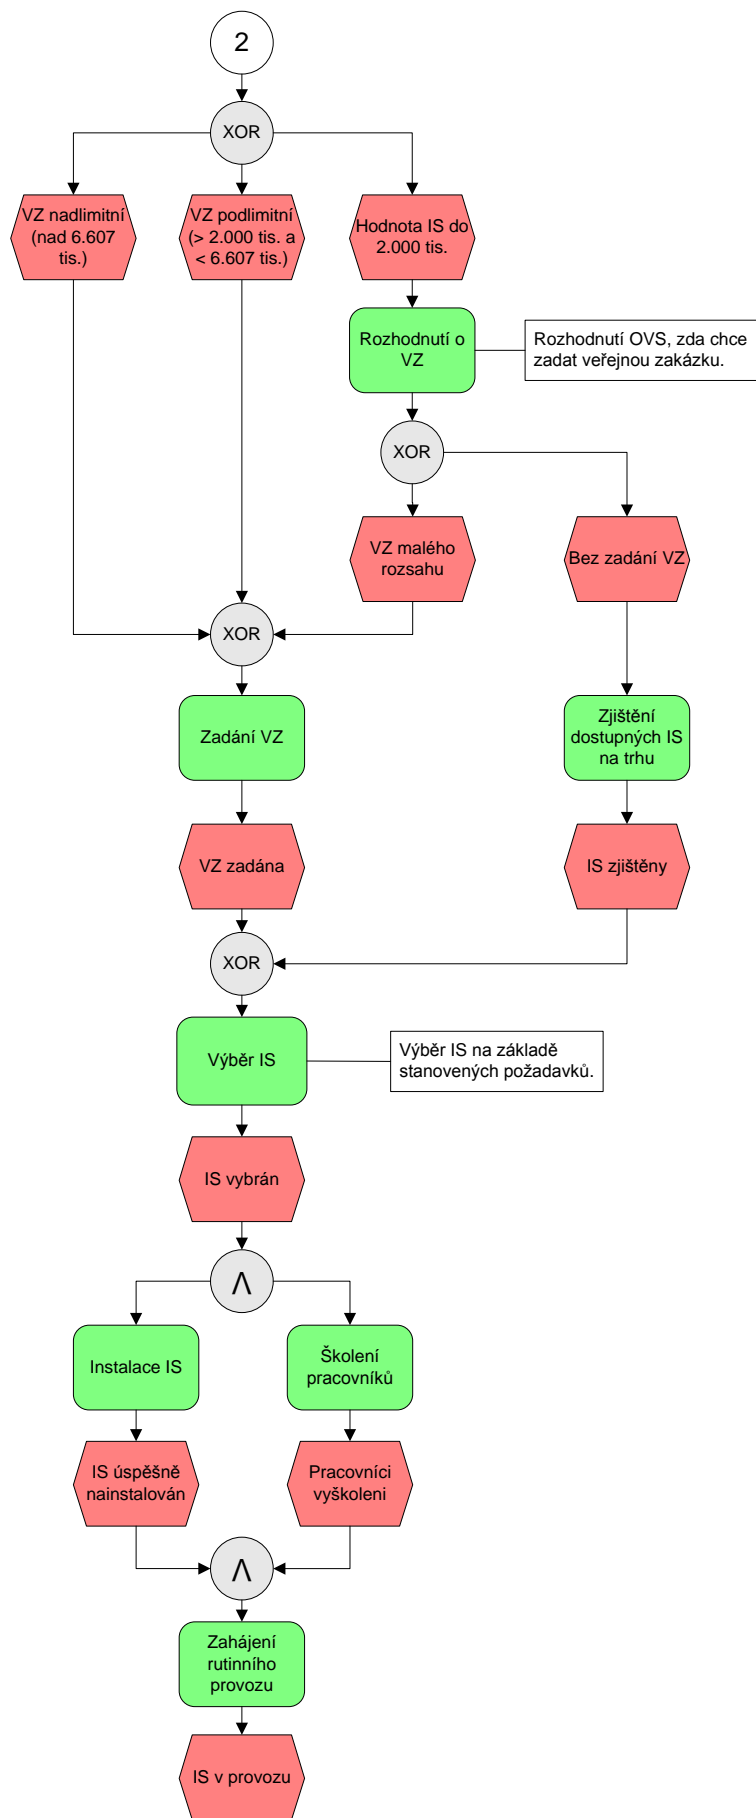 2
XOR
VZ nadlimitní
(nad 6.607
tis.)
VZ podlimitní
(> 2.000 tis. a
< 6.607 tis.)
Hodnota IS do
2.000 tis.
Rozhodnutí o
VZ
Rozhodnutí OVS, zda chce
zadat veřejnou zakázku.
XOR
VZ malého
rozsahu
Bez zadání VZ
XOR
Zadání VZ
Zjištění
dostupných IS
na trhu
VZ zadána
IS zjištěny
XOR
Výběr IS
Výběr IS na základě
stanovených požadavků.
IS vybrán
Λ
Instalace IS
Školení
pracovníků
IS úspěšně
nainstalován
Pracovníci
vyškoleni
Λ
Zahájení
rutinního
provozu
IS v provozu